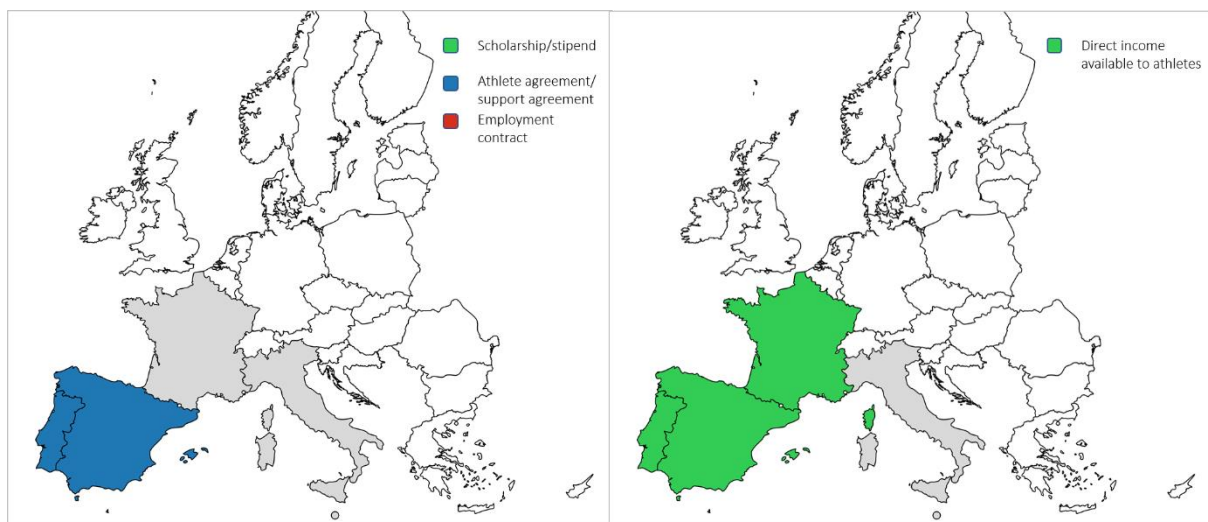 Scholarship/stipend
Athlete agreement/
support agreement
Employment
contract
Direct income
available to athletes